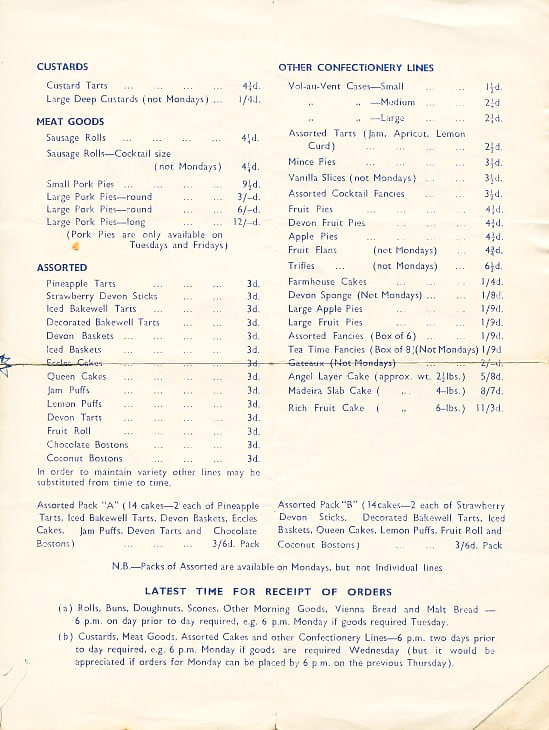 CUSTARDS
Custard Tarts ... ... ... ... 4½d.
Large Deep Custards (not Mondays) ... 1/4d.
MEAT GOODS
Sausage Rolls ... ... ... ... 4½d.
Sausage Rolls—Cocktail size
(not Mondays) 4½d.
Small Pork Pies ... ... ... ... 9½d.
Large Pork Pies—round ... ... 3/-d.
Large Pork Pies—round ... ... 6/-d.
Large Pork Pies—long ... ... 12/-d.
(Pork Pies are only available on
Tuesdays and Fridays)
ASSORTED
Pineapple Tarts ... ... ... 3d.
Strawberry Devon Sticks ... ... 3d.
Iced Bakewell Tarts ... ... ... 3d.
Decorated Bakewell Tarts ... ... 3d.
Devon Baskets ... ... ... ... 3d.
Iced Baskets ... ... ... ... 3d.
Eccles Cakes ... ... ... ... 3d.
Queen Cakes ... ... ... ... 3d.
Jam Puffs ... ... ... ... 3d.
Lemon Puffs ... ... ... ... 3d.
Devon Tarts ... ... ... ... 3d.
Fruit Roll ... ... ... ... 3d.
Chocolate Bostons ... ... ... 3d.
Coconut Bostons ... ... ... 3d.
In order to maintain variety other lines may be
substituted from time to time.
Assorted Pack "A" (14 cakes—2 each of Pineapple
Tarts, Iced Bakewell Tarts, Devon Baskets, Eccles
Cakes, Jam Puffs, Devon Tarts and Chocolate
Bostons) ... ... ... 3/6d. Pack
OTHER CONFECTIONERY LINES
Vol-au-Vent Cases—Small ... ... 1½d.
„ „ —Medium ... ...
„ „ —Large ... ...
Assorted Tarts (Jam, Apricot, Lemon
Curd) ... ... ... ... 2½d.
Mince Pies ... ... ... ... 3½d.
Vanilla Slices (not Mondays) ... ... 3½d.
Assorted Cocktail Fancies ... ... 3½d.
Fruit Pies ... ... ... ...
Devon Fruit Pies ... ... ...
Apple Pies ... ... ... ...
Fruit Flans (not Mondays) ...
Trifles ... (not Mondays) ... 6½d.
Farmhouse Cakes ... ... ... 1/4d.
Devon Sponge (Not Mondays) ... ... 1/8d.
Large Apple Pies ... ... ... 1/9d.
Large Fruit Pies ... ... ... 1/9d.
Assorted Fancies (Box of 6) ... ... 1/9d.
Tea Time Fancies (Box of 8)(Not Mondays) 1/9d.
Gateaux (Not Mondays) ... ... 2/-d.
Angel Layer Cake (approx. wt. 2½lbs.) 5/8d.
Madeira Slab Cake ( „ 4-lbs.) 8/7d.
Rich Fruit Cake ( „ 6-lbs.) 11/3d.
Assorted Pack "B" (14 cakes—2 each of Strawberry
Devon Sticks, Decorated Bakewell Tarts, Iced
Baskets, Queen Cakes, Lemon Puffs, Fruit Roll and
Coconut Bostons) ... ... 3/6d. Pack
N.B.—Packs of Assorted are available on Mondays, but not Individual lines
LATEST TIME FOR RECEIPT OF ORDERS
(a) Rolls, Buns, Doughnuts, Scones, Other Morning Goods, Vienna Bread and Malt Bread —
6 p.m. on day prior to day required, e.g. 6 p.m. Monday if goods required Tuesday.
(b) Custards, Meat Goods, Assorted Cakes and other Confectionery Lines—6 p.m. two days prior
to day required, e.g. 6 p.m. Monday if goods are required Wednesday (but it would be
appreciated if orders for Monday can be placed by 6 p.m. on the previous Thursday).